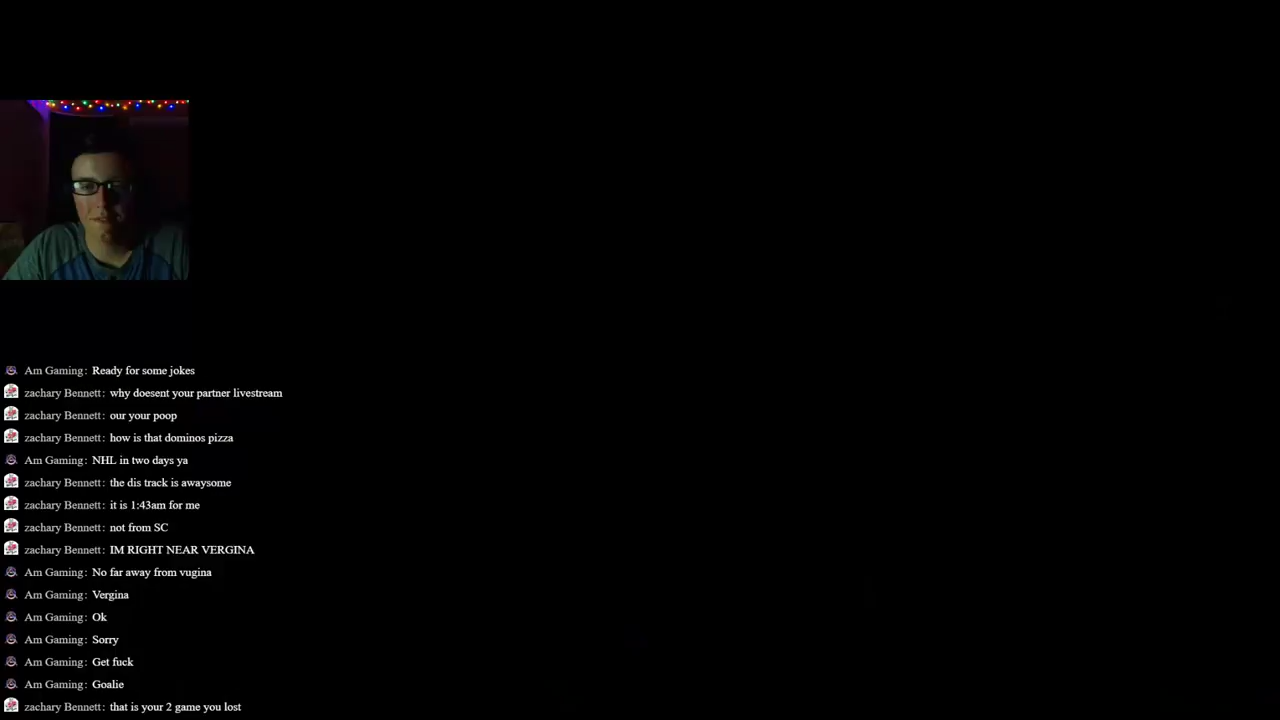 Am Gaming: Ready for some jokes
zachary Bennett: why doesent your partner livestream
zachary Bennett: our your poop
zachary Bennett: how is that dominos pizza
Am Gaming: NHL in two days ya
zachary Bennett: the dis track is awaysome
zachary Bennett: it is 1:43am for me
zachary Bennett: not from SC
zachary Bennett: IM RIGHT NEAR VERGINA
Am Gaming: No far away from vugina
Am Gaming: Vergina
Am Gaming: Ok
Am Gaming: Sorry
Am Gaming: Get fuck
Am Gaming: Goalie
zachary Bennett: that is your 2 game you lost